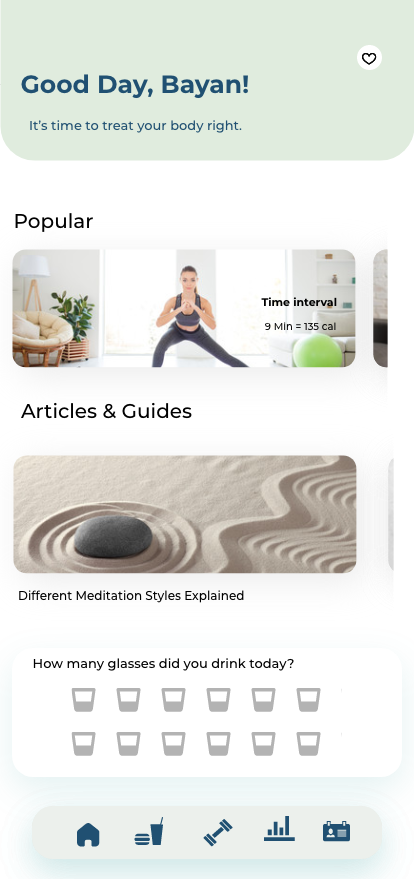 Good Day, Bayan!
It's time to treat your body right.
Popular
Time interval
9 Min = 135 cal
Articles & Guides
Different Meditation Styles Explained
How many glasses did you drink today?